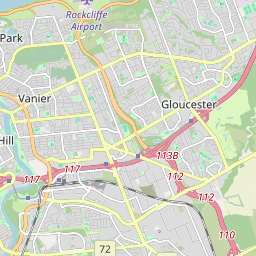 Rockcliffe
Airport
Park
Vanier
Gloucester
Hill
113B
117
117
112
112
110
72